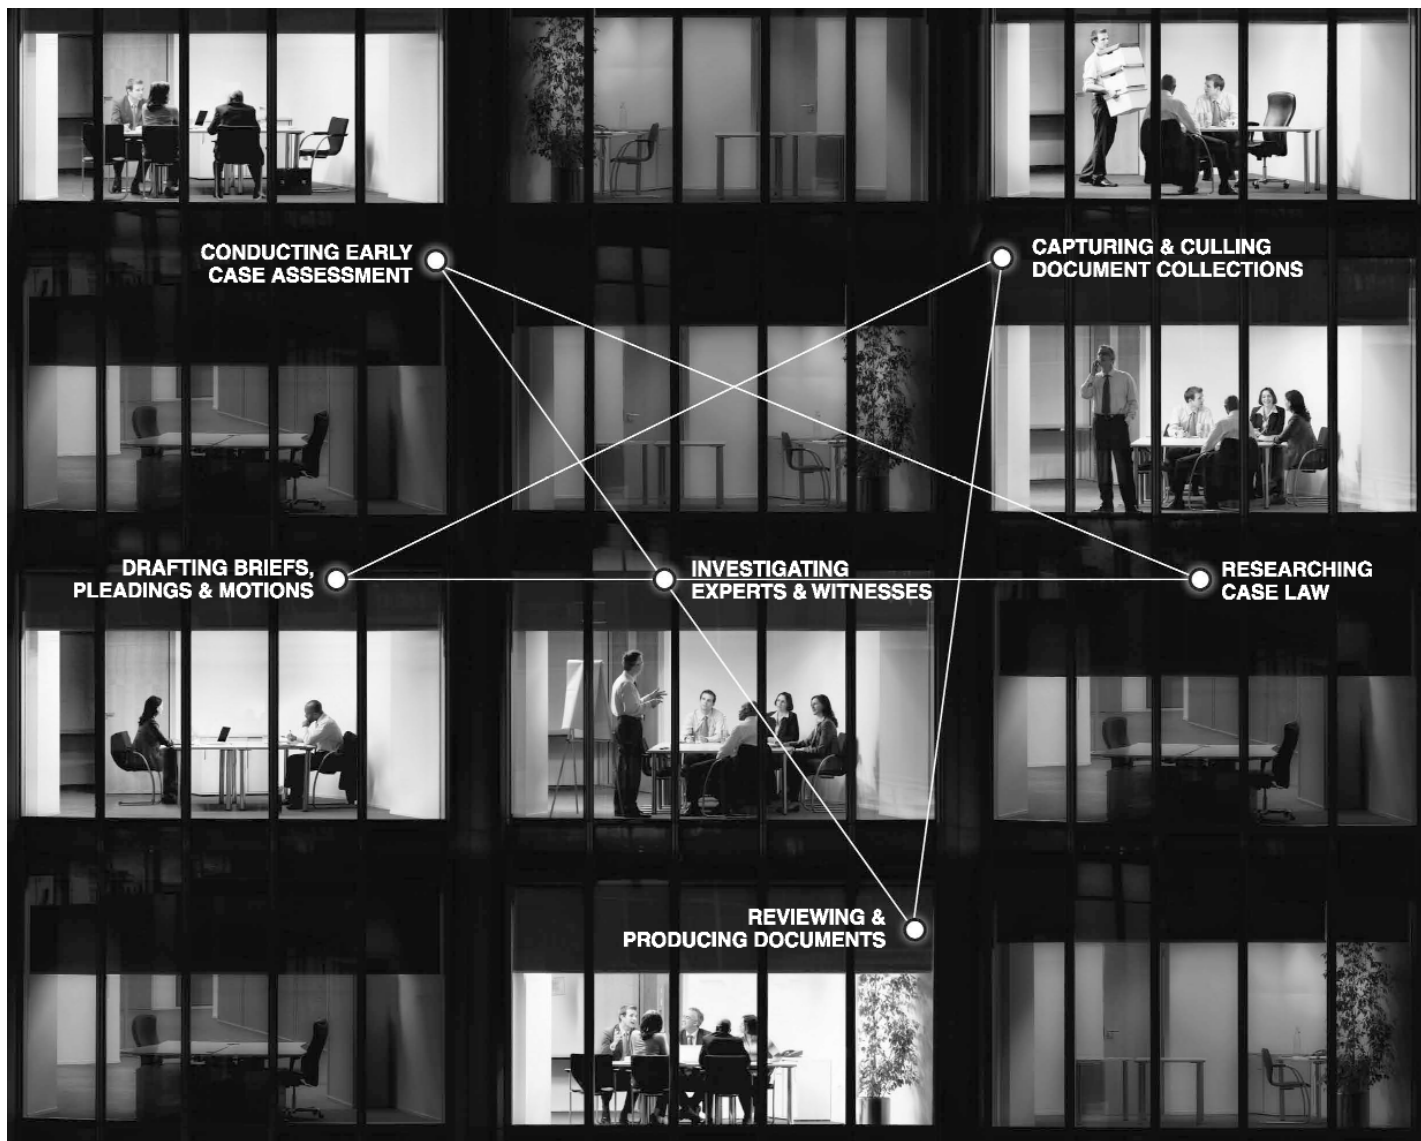 CONDUCTING EARLY
CASE ASSESSMENT
CAPTURING & CULLING
DOCUMENT COLLECTIONS
DRAFTING BRIEFS,
PLEADINGS & MOTIONS
INVESTIGATING
EXPERTS & WITNESSES
RESEARCHING
CASE LAW
REVIEWING &
PRODUCING DOCUMENTS